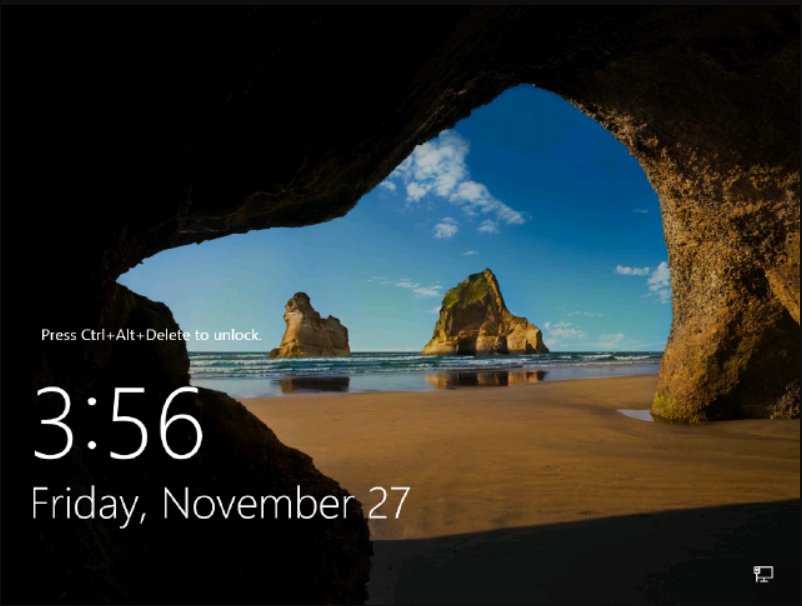 Press Ctrl+Alt+Delete to unlock.
3:56
Friday, November 27